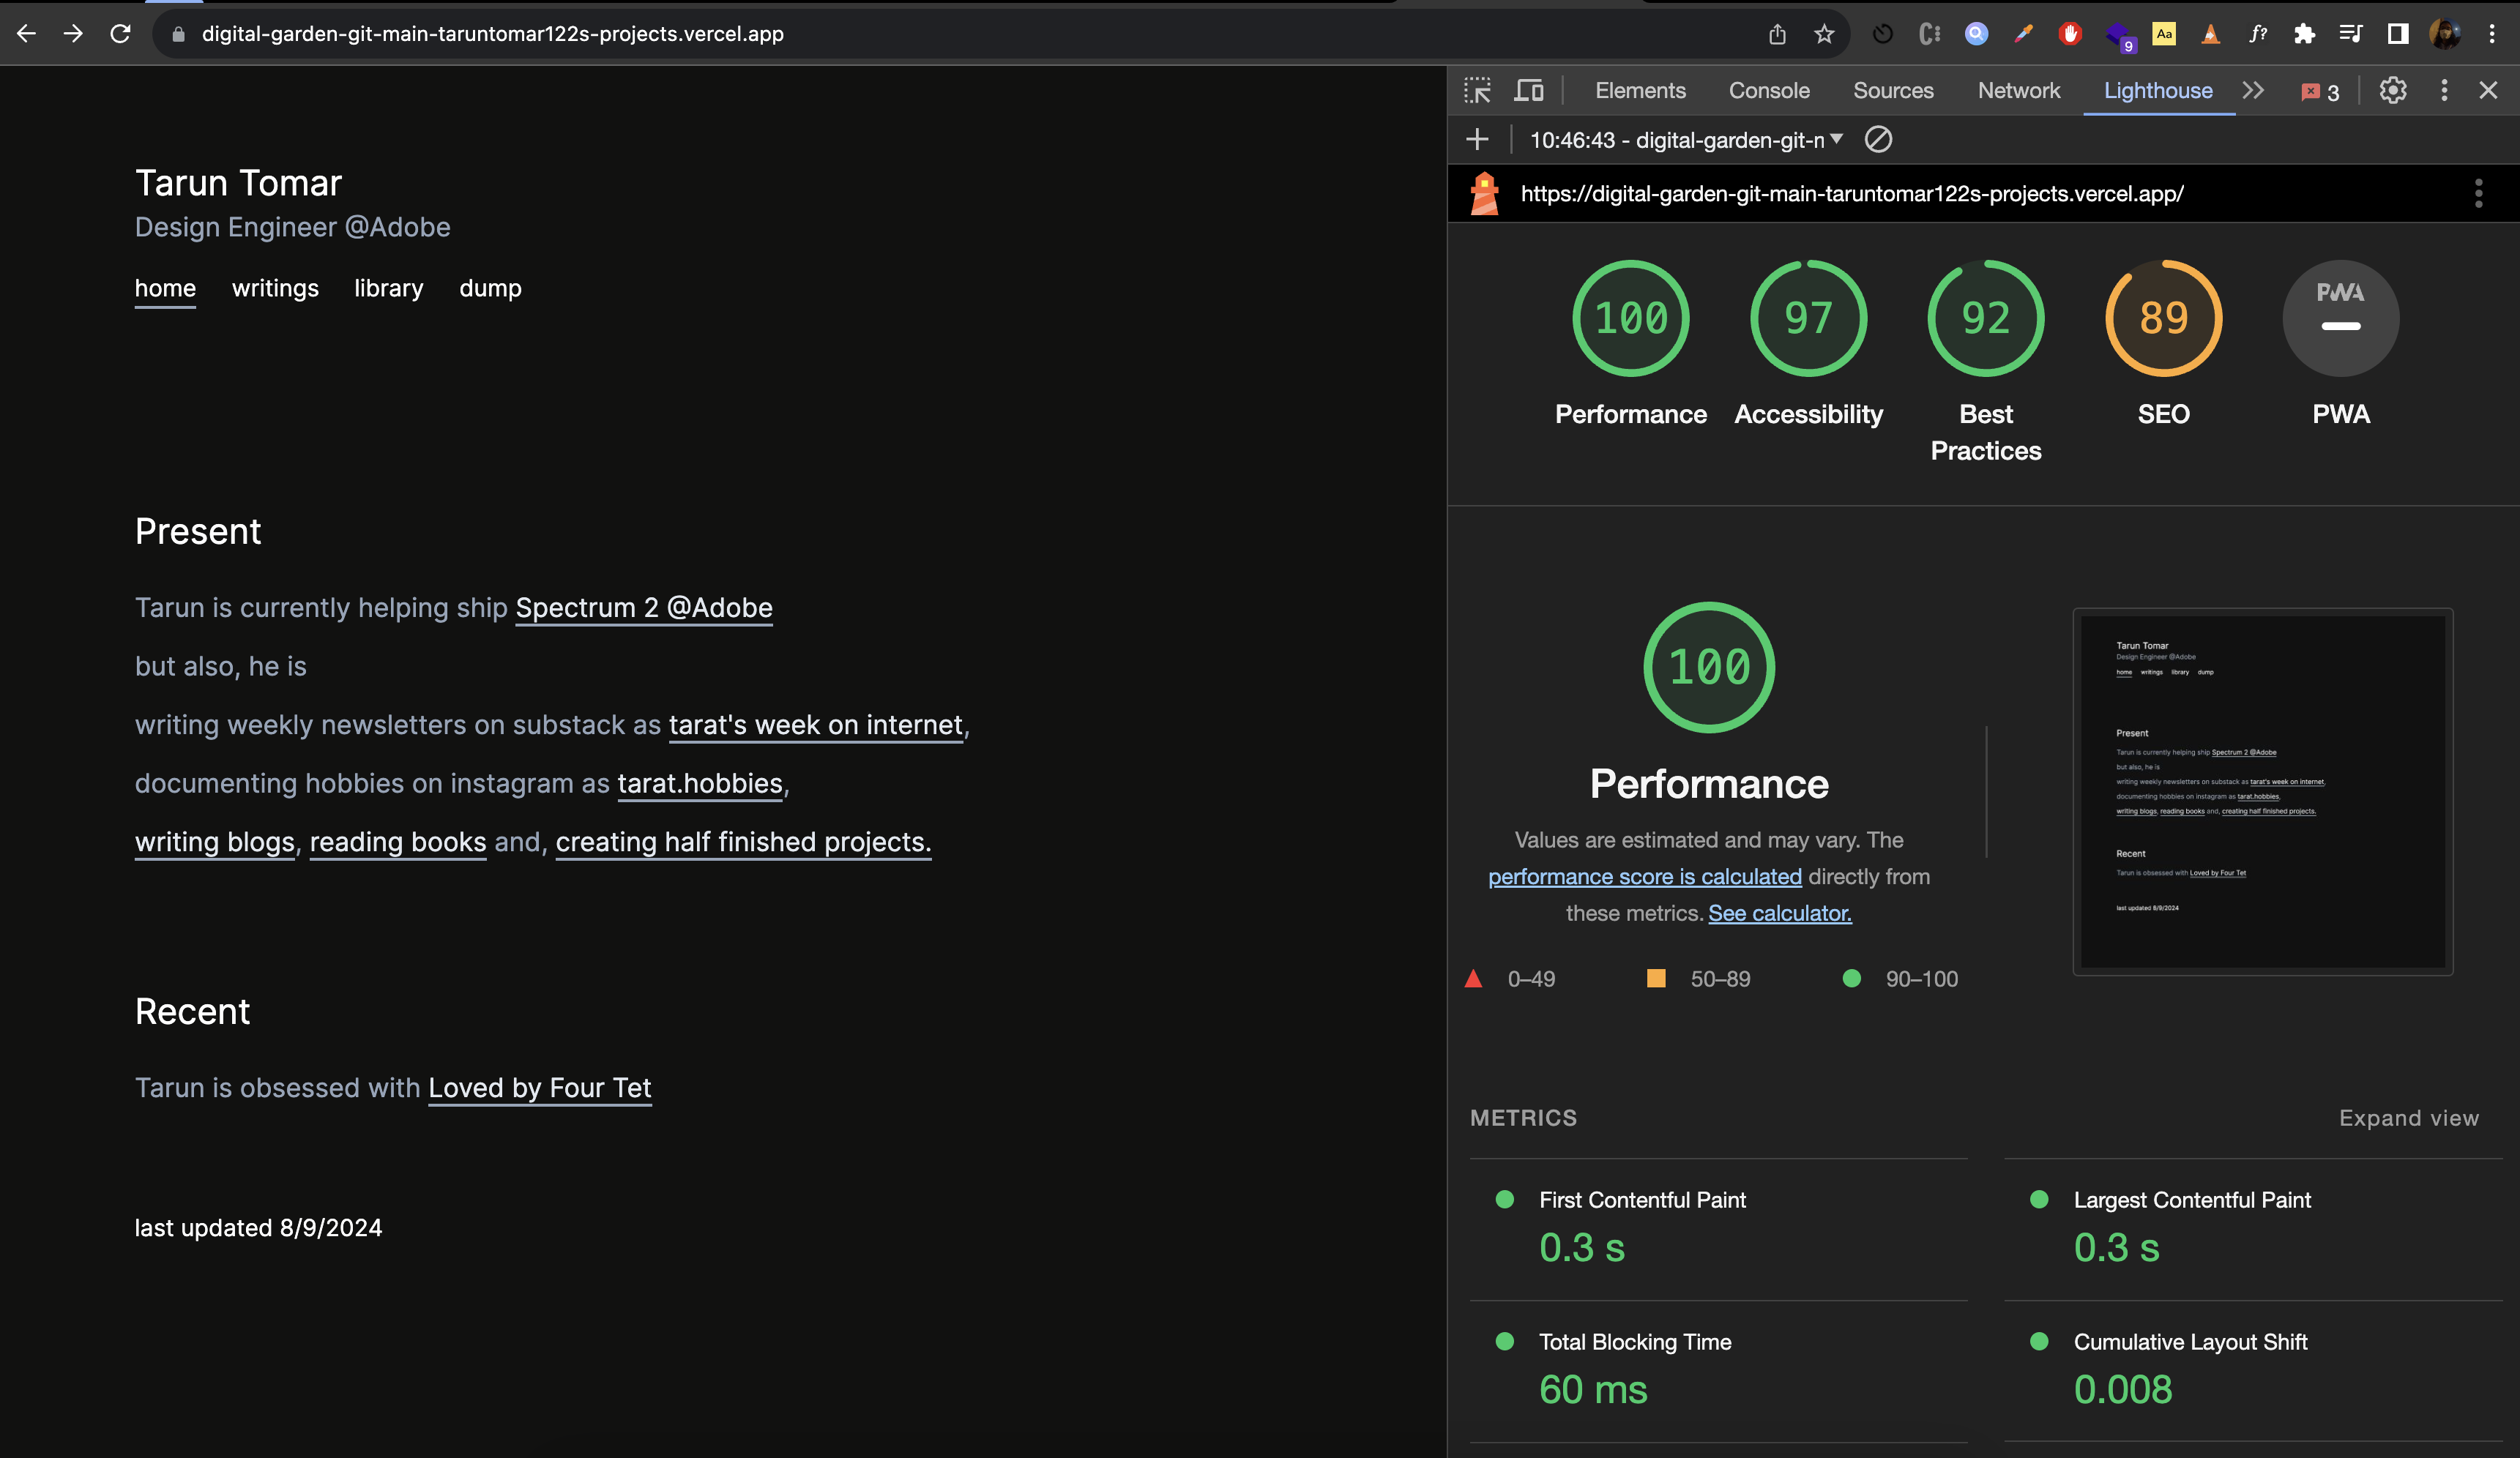 digital-garden-git-main-taruntomar122s-projects.vercel.app
9
Aa
f?
Tarun Tomar
Design Engineer @Adobe
home writings library dump
Present
Tarun is currently helping ship Spectrum 2 @Adobe
but also, he is
writing weekly newsletters on substack as tarat's week on internet,
documenting hobbies on instagram as tarat.hobbies,
writing blogs, reading books and, creating half finished projects.
Recent
Tarun is obsessed with Loved by Four Tet
last updated 8/9/2024
Elements Console Sources Network Lighthouse 3
10:46:43 - digital-garden-git-n
https://digital-garden-git-main-taruntomar122s-projects.vercel.app/
100 97 92 89 PWA
Performance Accessibility Best Practices SEO PWA
100
Performance
Values are estimated and may vary. The
performance score is calculated directly from
these metrics. See calculator.
0–49 50–89 90–100
Tarun Tomar
Design Engineer @Adobe
home writings library dump
Present
Tarun is currently helping ship Spectrum 2 @Adobe
but also, he is
writing weekly newsletters on substack as tarat's week on internet,
documenting hobbies on instagram as tarat.hobbies,
writing blogs, reading books and, creating half finished projects.
Recent
Tarun is obsessed with Loved by Four Tet
last updated 8/9/2024
METRICS Expand view
First Contentful Paint
0.3 s
Largest Contentful Paint
0.3 s
Total Blocking Time
60 ms
Cumulative Layout Shift
0.008